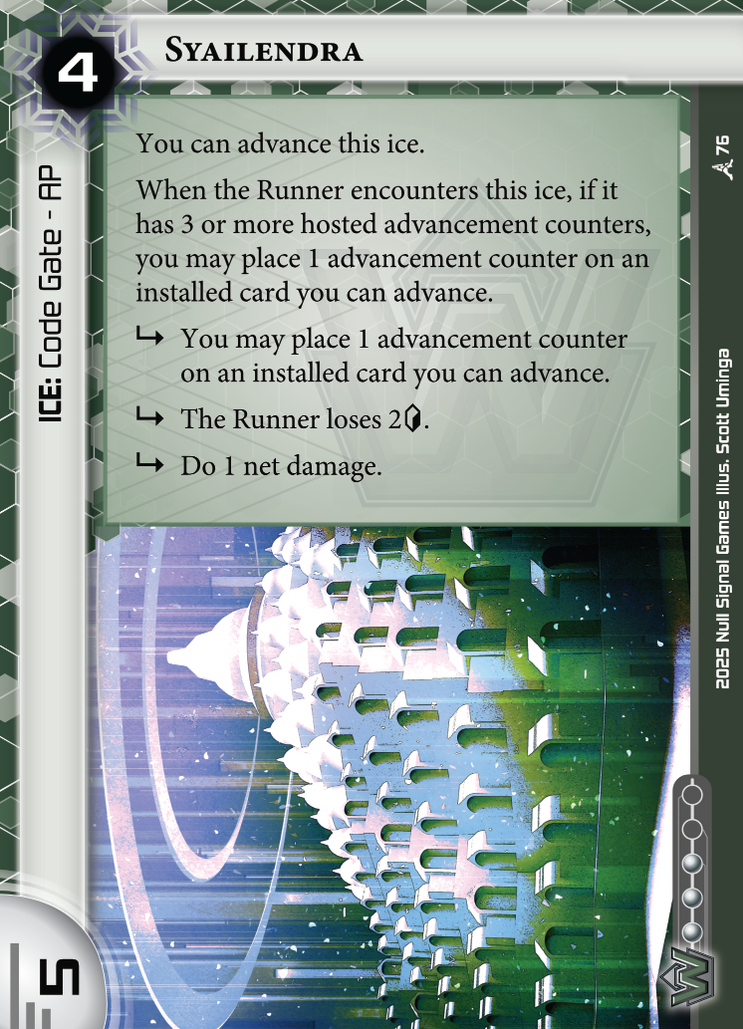 4
Syailendra
ICE: Code Gate - AP
You can advance this ice.
When the Runner encounters this ice, if it
has 3 or more hosted advancement counters,
you may place 1 advancement counter on an
installed card you can advance.
↳ You may place 1 advancement counter
on an installed card you can advance.
↳ The Runner loses 2.
↳ Do 1 net damage.
76
2025 Null Signal Games Illus. Scott Uminga
5
W